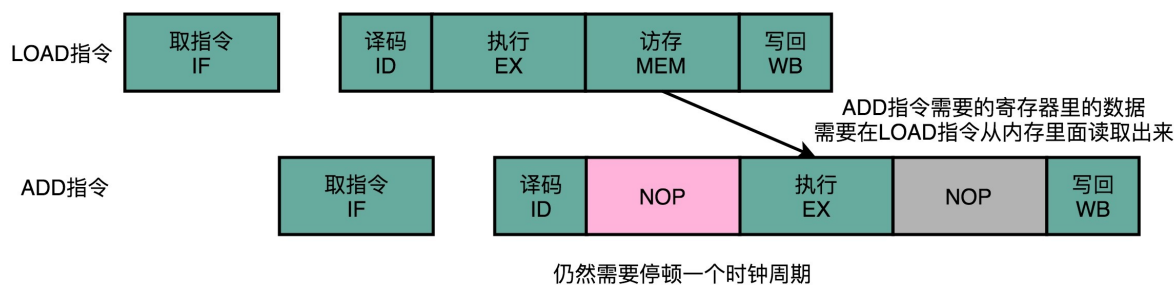 LOAD指令
取指令
IF
译码
ID
执行
EX
访存
MEM
写回
WB
ADD指令需要的寄存器里的数据
需要在LOAD指令从内存里面读取出来
ADD指令
取指令
IF
译码
ID
NOP
执行
EX
NOP
写回
WB
仍然需要停顿一个时钟周期